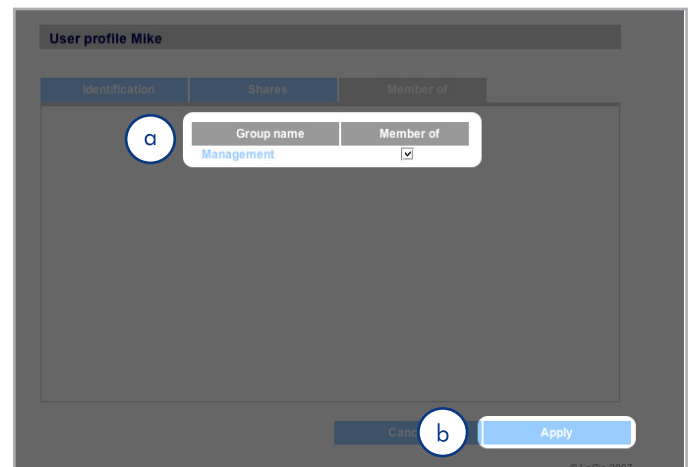 User profile Mike
Identification Shares Member of
a
Group name Member of
Management
b Apply